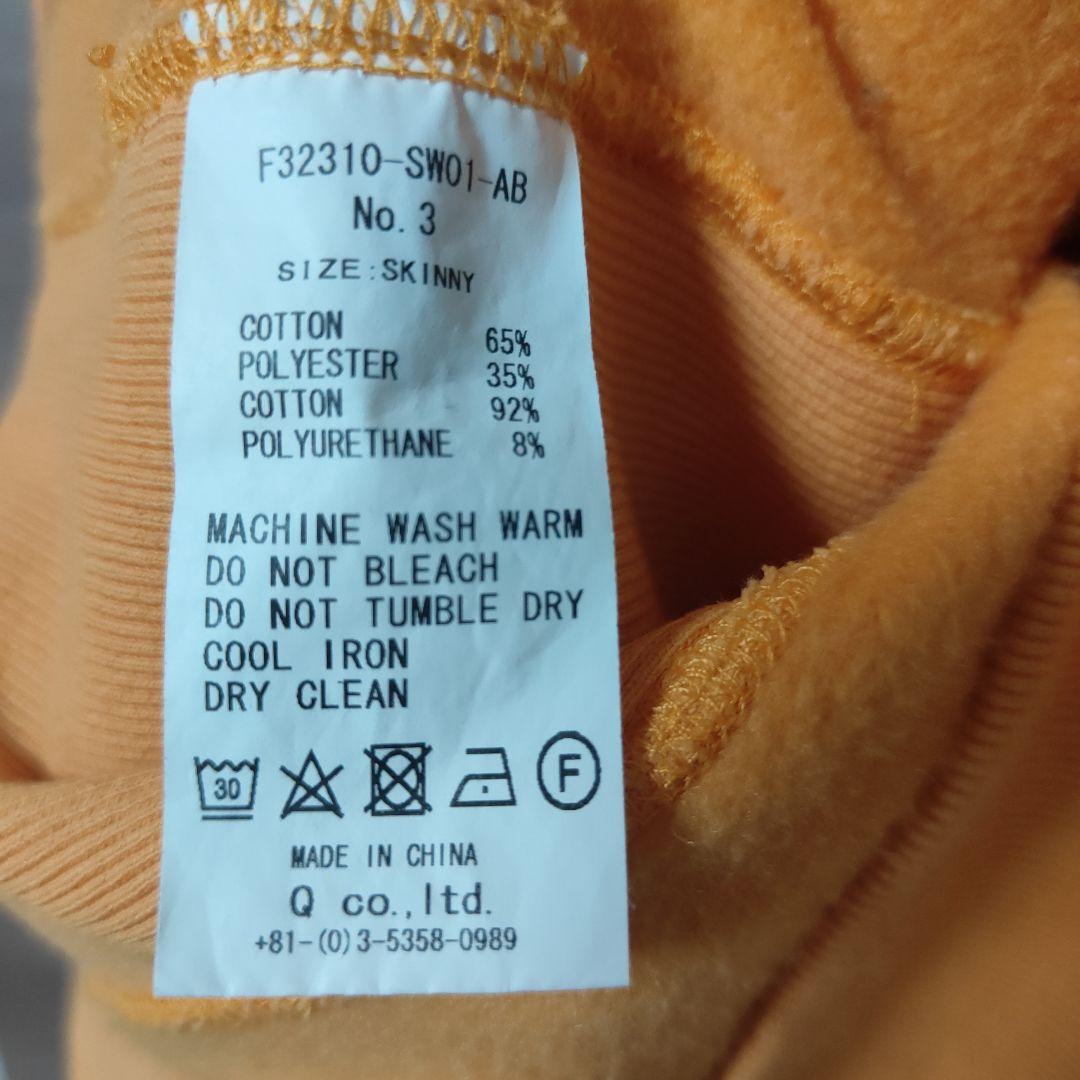 F32310-SW01-AB
No. 3
SIZE:SKINNY
COTTON 65%
POLYESTER 35%
COTTON 92%
POLYURETHANE 8%
MACHINE WASH WARM
DO NOT BLEACH
DO NOT TUMBLE DRY
COOL IRON
DRY CLEAN
30 F
MADE IN CHINA
Q co.,ltd.
+81-(0)3-5358-0989